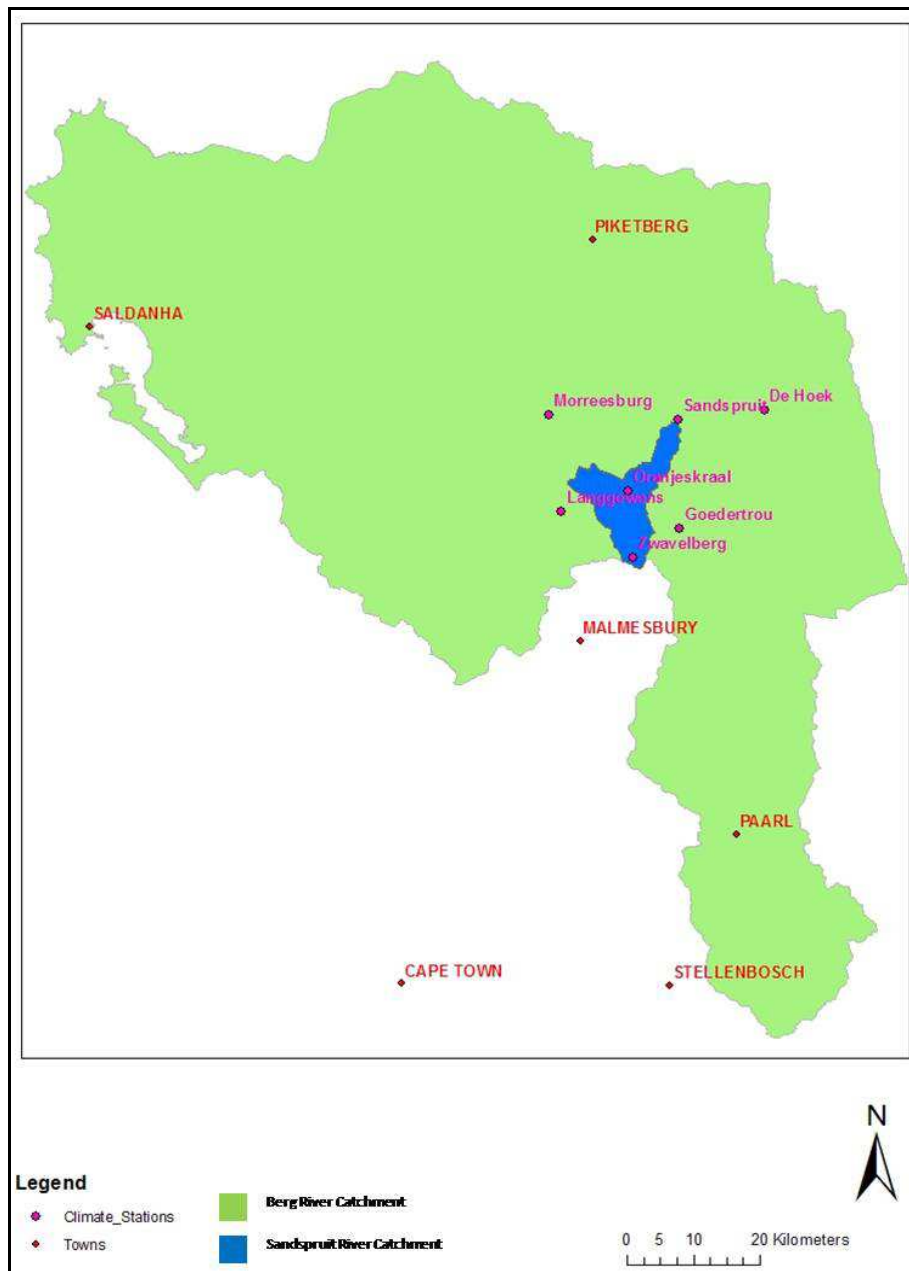 PIKETBERG
SALDANHA
De Hoek
Morreesburg
Sandspruit
Oranjeskraal
Langgewens
Goedertrou
Zwavelberg
MALMESBURY
PAARL
CAPE TOWN
STELLENBOSCH
N
Legend
Climate_Stations
Towns
Berg River Catchment
Sandspruit River Catchment
0 5 10 20 Kilometers